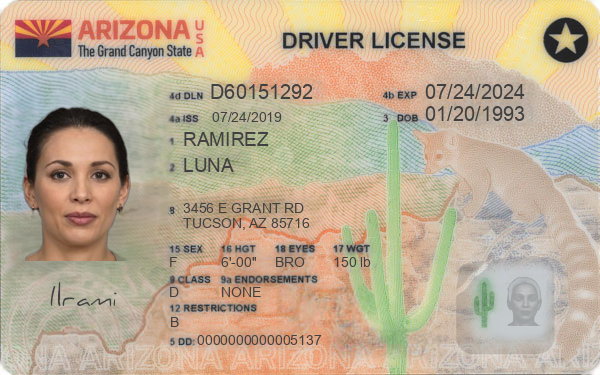 ARIZONA USA
The Grand Canyon State
DRIVER LICENSE
4d DLN D60151292
4b EXP 07/24/2024
4a ISS 07/24/2019
3 DOB 01/20/1993
1 RAMIREZ
2 LUNA
8 3456 E GRANT RD
TUCSON, AZ 85716
15 SEX 16 HGT 18 EYES 17 WGT
F 6'-00" BRO 150 lb
9 CLASS 9a ENDORSEMENTS
D NONE
12 RESTRICTIONS
B
5 DD: 0000000000005137
ARIZONA ARIZONA ARIZONA ARIZONA